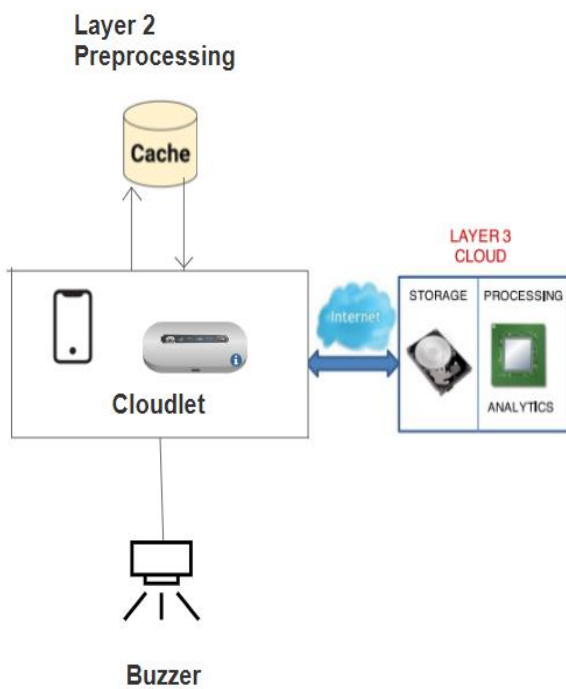 Layer 2
Preprocessing
Cache
LAYER 3
CLOUD
Internet
STORAGE
PROCESSING
ANALYTICS
Cloudlet
Buzzer